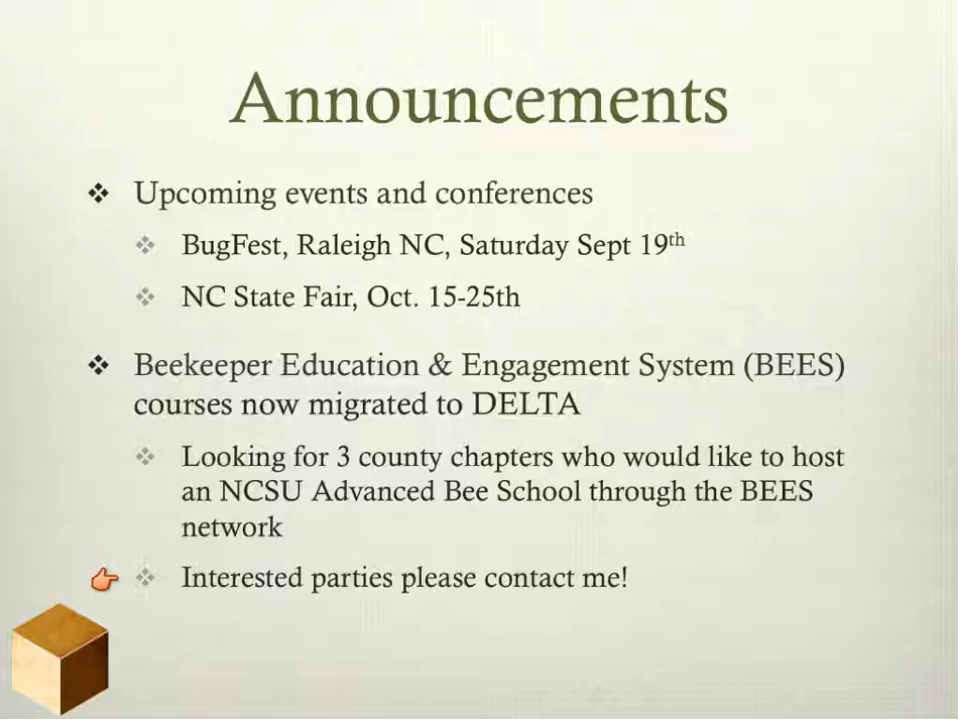 Announcements
Upcoming events and conferences
BugFest, Raleigh NC, Saturday Sept 19th
NC State Fair, Oct. 15-25th
Beekeeper Education & Engagement System (BEES)
courses now migrated to DELTA
Looking for 3 county chapters who would like to host
an NCSU Advanced Bee School through the BEES
network
Interested parties please contact me!